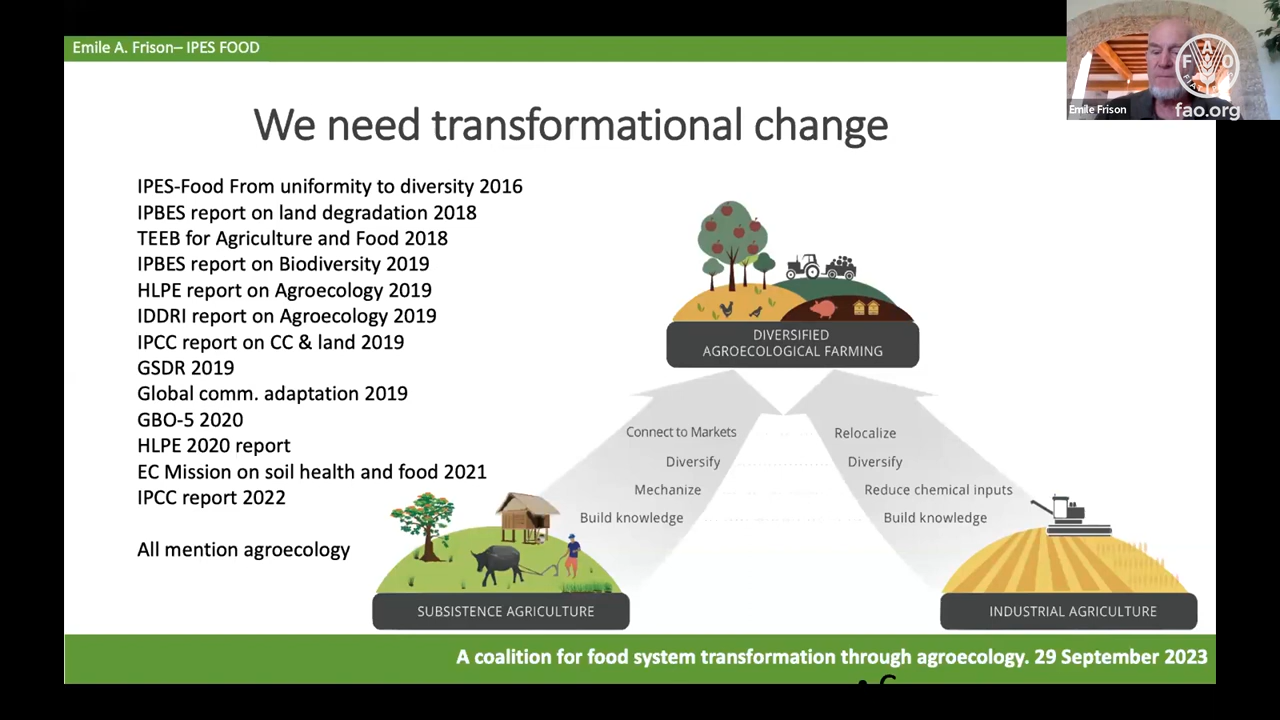 Emile A. Frison– IPES FOOD
Emile Frison
F A O
FIAT PANIS
fao.org
We need transformational change
IPES-Food From uniformity to diversity 2016
IPBES report on land degradation 2018
TEEB for Agriculture and Food 2018
IPBES report on Biodiversity 2019
HLPE report on Agroecology 2019
IDDRI report on Agroecology 2019
IPCC report on CC & land 2019
GSDR 2019
Global comm. adaptation 2019
GBO-5 2020
HLPE 2020 report
EC Mission on soil health and food 2021
IPCC report 2022
All mention agroecology
DIVERSIFIED
AGROECOLOGICAL FARMING
Connect to Markets
Diversify
Mechanize
Build knowledge
Relocalize
Diversify
Reduce chemical inputs
Build knowledge
SUBSISTENCE AGRICULTURE
INDUSTRIAL AGRICULTURE
A coalition for food system transformation through agroecology. 29 September 2023